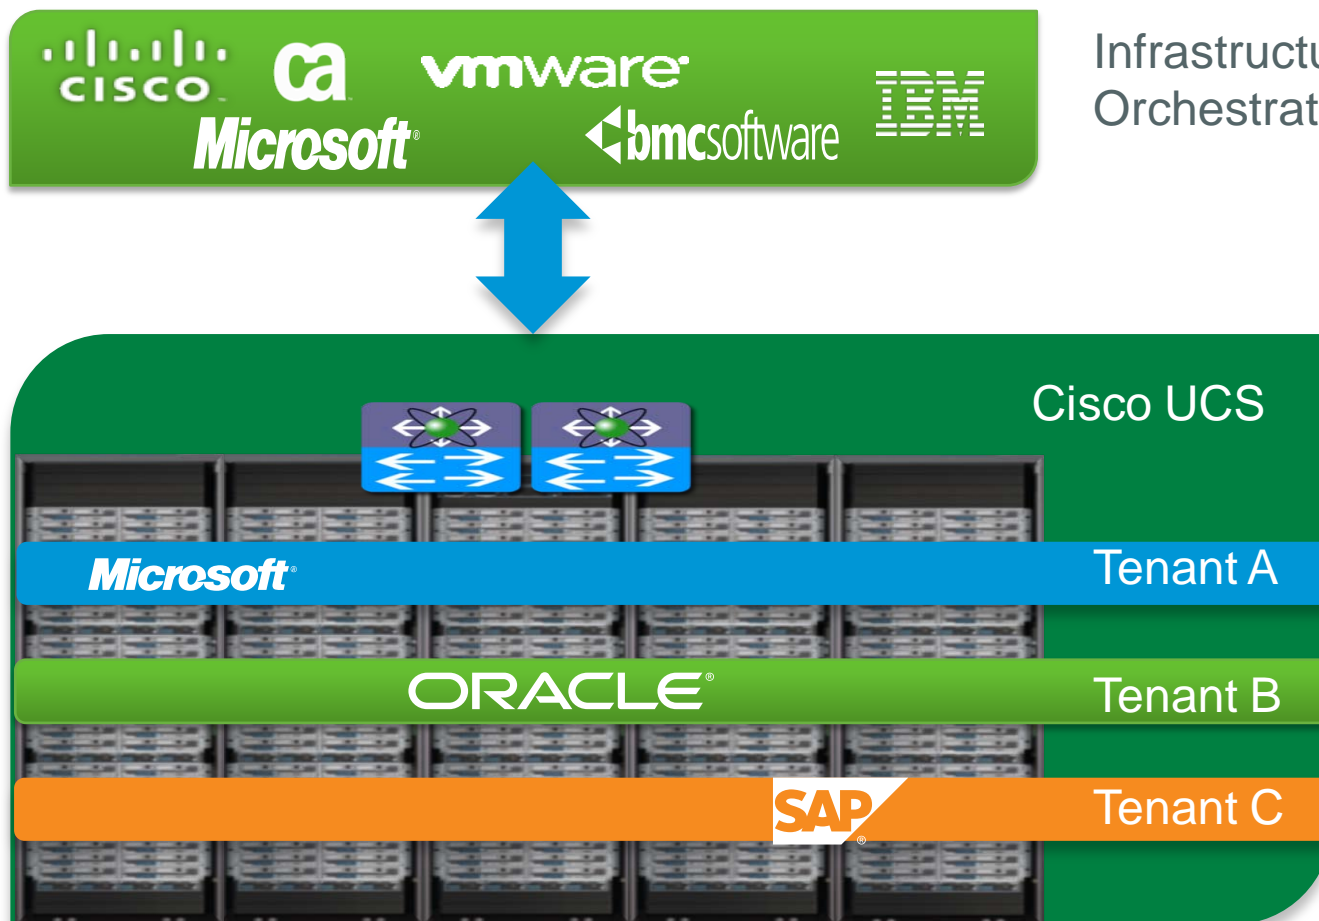 CISCO
ca
vmware
IBM
Microsoft®
bmcsoftware
Infrastructu
Orchestrat
Cisco UCS
Microsoft®
Tenant A
ORACLE®
Tenant B
SAP®
Tenant C